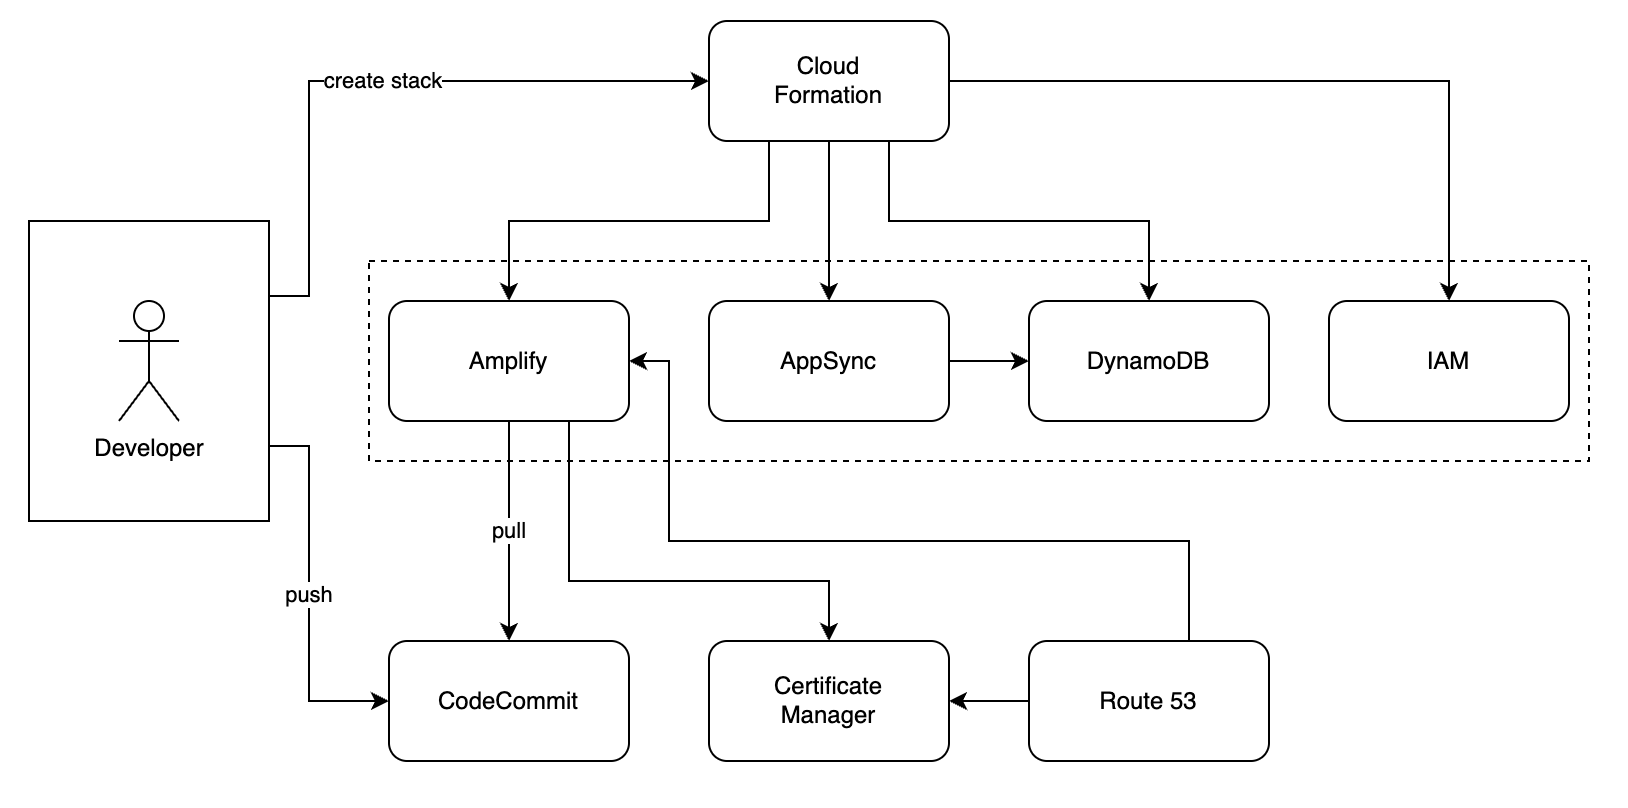 create stack
Cloud
Formation
Developer
Amplify
AppSync
DynamoDB
IAM
pull
push
CodeCommit
Certificate
Manager
Route 53